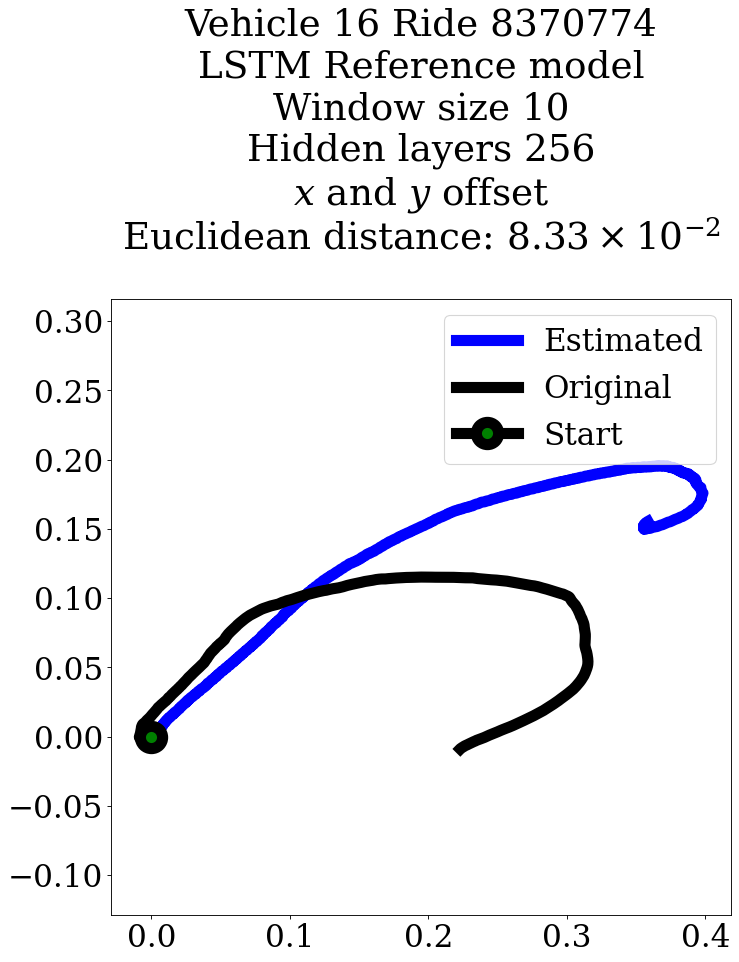 Vehicle 16 Ride 8370774
LSTM Reference model
Window size 10
Hidden layers 256
x and y offset
Euclidean distance: 8.33 × 10⁻²
Estimated
Original
Start
0.30
0.25
0.20
0.15
0.10
0.05
0.00
−0.05
−0.10
0.0 0.1 0.2 0.3 0.4